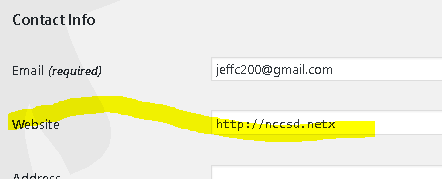 Contact Info
Email (required) jeffc200@gmail.com
Website http://nccsd.netx
Address